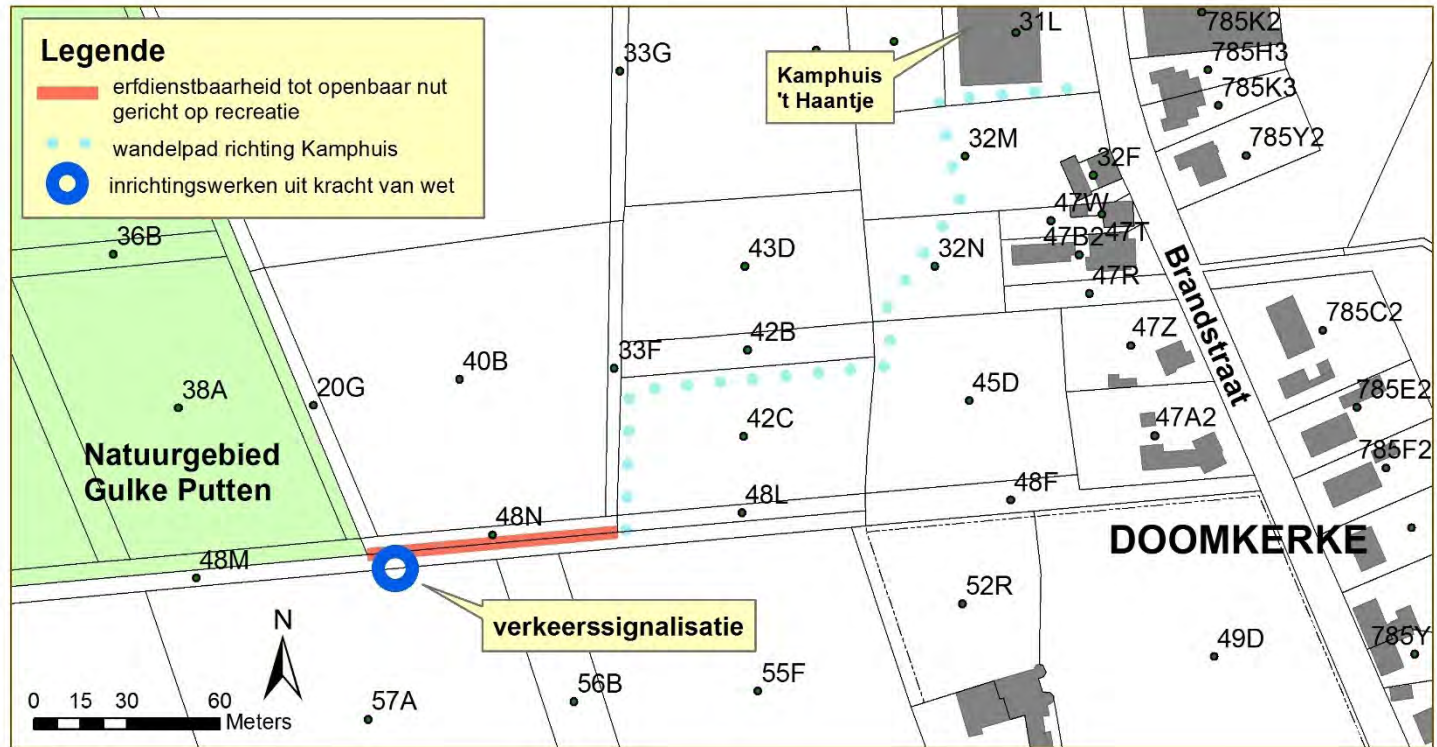 Legende
erfdienstbaarheid tot openbaar nut
gericht op recreatie
wandelpad richting Kamphuis
inrichtingswerken uit kracht van wet
33G
Kamphuis
't Haantje
31L
785K2
785H3
785K3
785Y2
32M
32F
47W
47T
47B2
47R
36B
43D
32N
Brandstraat
42B
33F
40B
47Z
785C2
38A
20G
45D
785E2
42C
47A2
785F2
Natuurgebied
Gulke Putten
48N
48L
48F
DOOMKERKE
48M
verkeerssignalisatie
52R
49D
785Y
N
0 15 30 60
Meters
57A
56B
55F